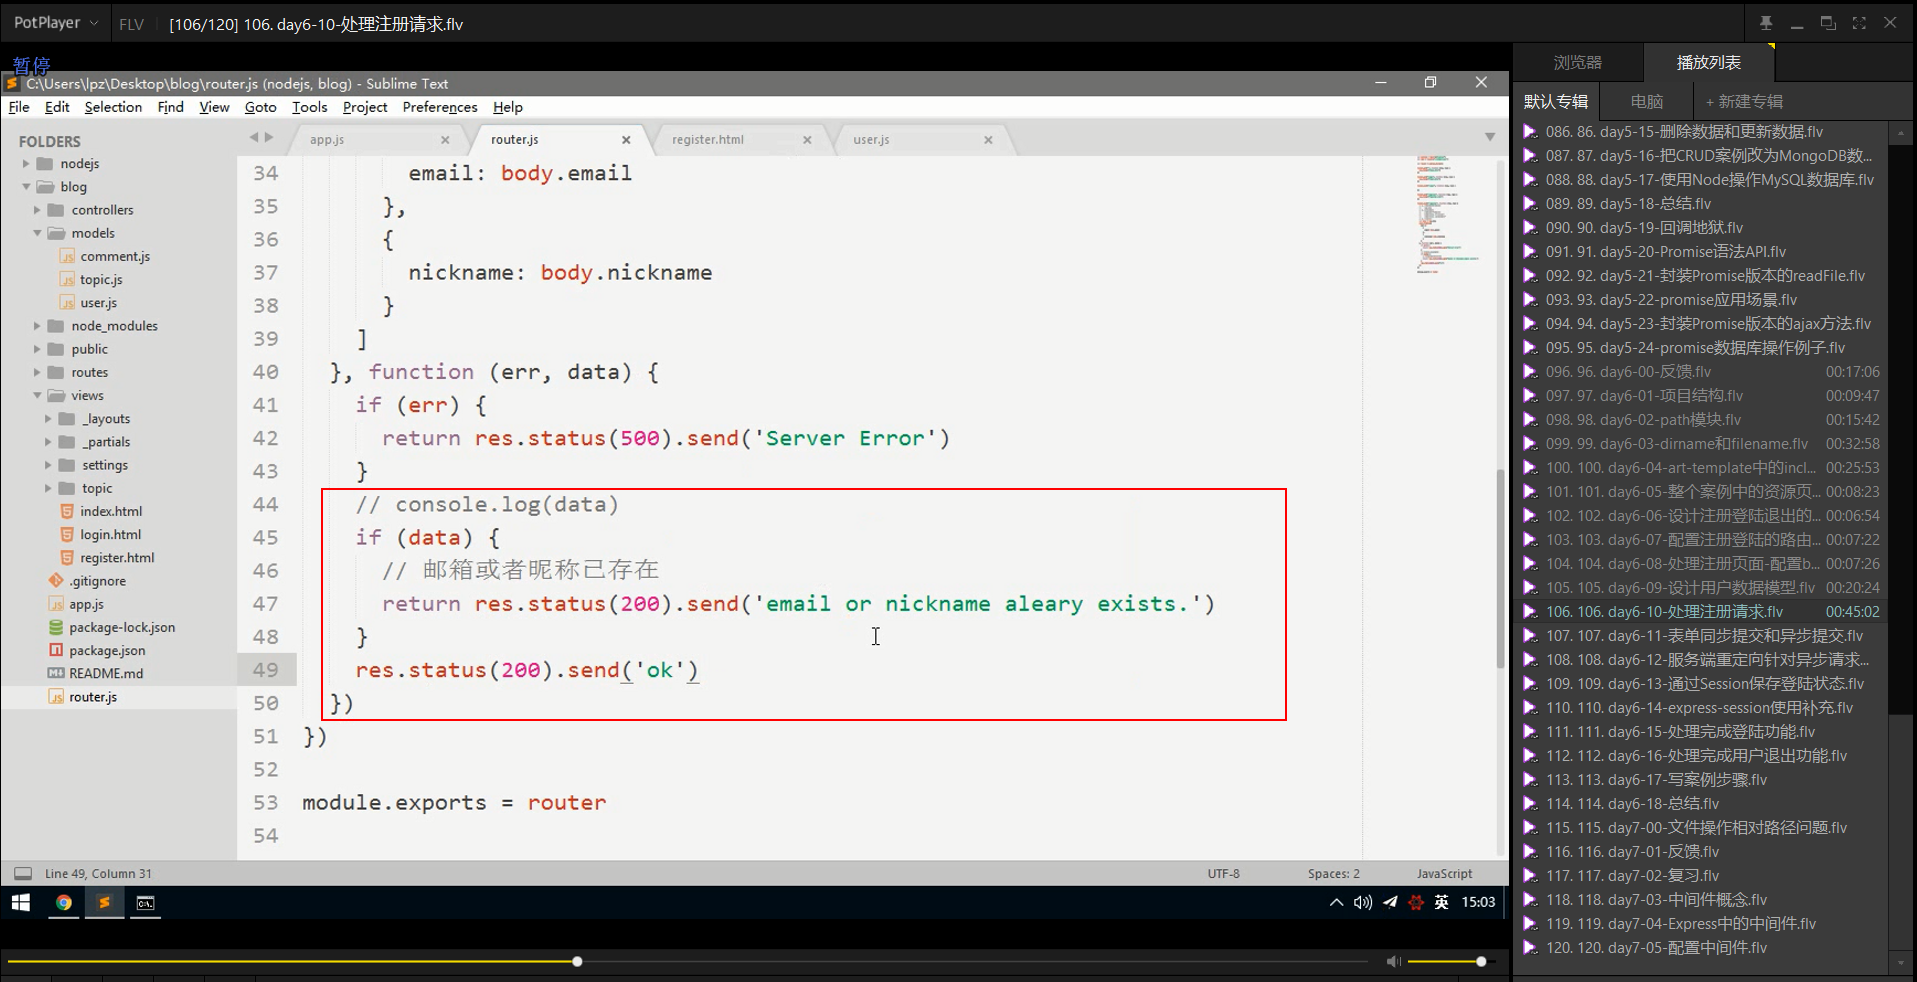 PotPlayer FLV [106/120] 106. day6-10-处理注册请求.flv
暂停
C:\Users\lpz\Desktop\blog\router.js (nodejs, blog) - Sublime Text
File Edit Selection Find View Goto Tools Project Preferences Help
FOLDERS
nodejs
blog
controllers
models
comment.js
topic.js
user.js
node_modules
public
routes
views
_layouts
_partials
settings
topic
index.html
login.html
register.html
.gitignore
app.js
package-lock.json
package.json
README.md
router.js
app.js router.js register.html user.js
34 email: body.email
35 },
36 {
37 nickname: body.nickname
38 }
39 ]
40 }, function (err, data) {
41 if (err) {
42 return res.status(500).send('Server Error')
43 }
44 // console.log(data)
45 if (data) {
46 // 邮箱或者昵称已存在
47 return res.status(200).send('email or nickname aleary exists.')
48 }
49 res.status(200).send('ok')
50 })
51 })
52
53 module.exports = router
54
Line 49, Column 31 UTF-8 Spaces: 2 JavaScript
英 15:03
浏览器 播放列表
默认专辑 电脑 + 新建专辑
086. 86. day5-15-删除数据和更新数据.flv
087. 87. day5-16-把CRUD案例改为MongoDB数...
088. 88. day5-17-使用Node操作MySQL数据库.flv
089. 89. day5-18-总结.flv
090. 90. day5-19-回调地狱.flv
091. 91. day5-20-Promise语法API.flv
092. 92. day5-21-封装Promise版本的readFile.flv
093. 93. day5-22-promise应用场景.flv
094. 94. day5-23-封装Promise版本的ajax方法.flv
095. 95. day5-24-promise数据库操作例子.flv
096. 96. day6-00-反馈.flv 00:17:06
097. 97. day6-01-项目结构.flv 00:09:47
098. 98. day6-02-path模块.flv 00:15:42
099. 99. day6-03-dirname和filename.flv 00:32:58
100. 100. day6-04-art-template中的incl... 00:25:53
101. 101. day6-05-整个案例中的资源页... 00:08:23
102. 102. day6-06-设计注册登陆退出的... 00:06:54
103. 103. day6-07-配置注册登陆的路由... 00:07:22
104. 104. day6-08-处理注册页面-配置b... 00:07:26
105. 105. day6-09-设计用户数据模型.flv 00:20:24
106. 106. day6-10-处理注册请求.flv 00:45:02
107. 107. day6-11-表单同步提交和异步提交.flv
108. 108. day6-12-服务端重定向针对异步请求...
109. 109. day6-13-通过Session保存登陆状态.flv
110. 110. day6-14-express-session使用补充.flv
111. 111. day6-15-处理完成登陆功能.flv
112. 112. day6-16-处理完成用户退出功能.flv
113. 113. day6-17-写案例步骤.flv
114. 114. day6-18-总结.flv
115. 115. day7-00-文件操作相对路径问题.flv
116. 116. day7-01-反馈.flv
117. 117. day7-02-复习.flv
118. 118. day7-03-中间件概念.flv
119. 119. day7-04-Express中的中间件.flv
120. 120. day7-05-配置中间件.flv